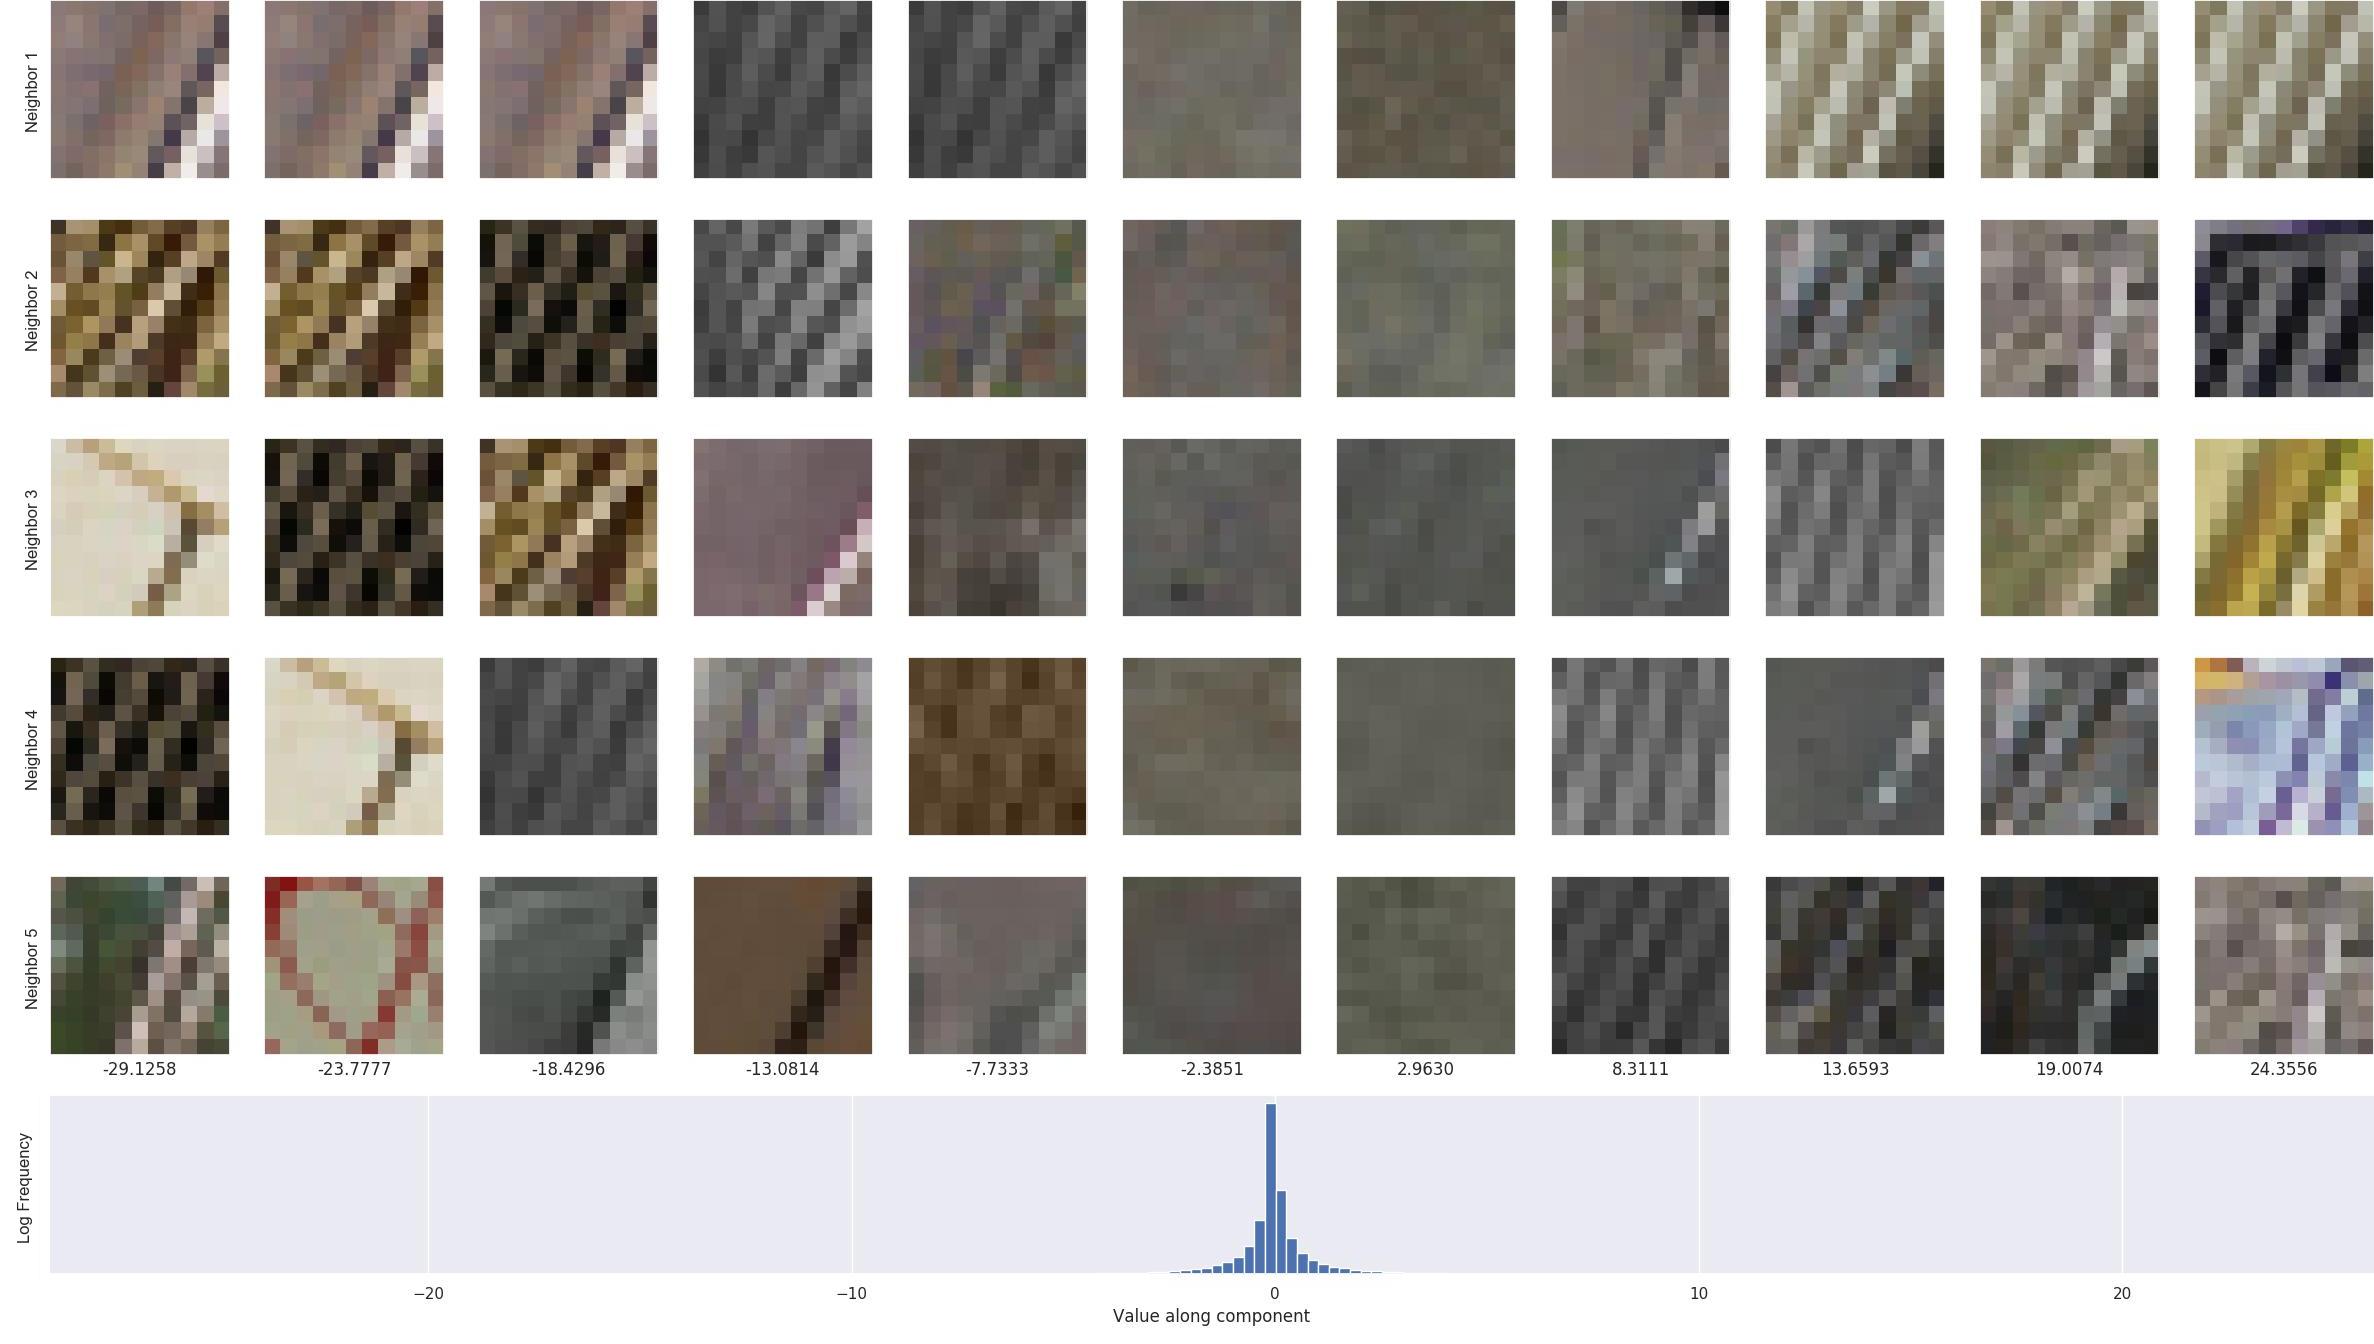 Neighbor 1
Neighbor 2
Neighbor 3
Neighbor 4
Neighbor 5
-29.1258 -23.7777 -18.4296 -13.0814 -7.7333 -2.3851 2.9630 8.3111 13.6593 19.0074 24.3556
Log Frequency
−20 −10 0 10 20
Value along component